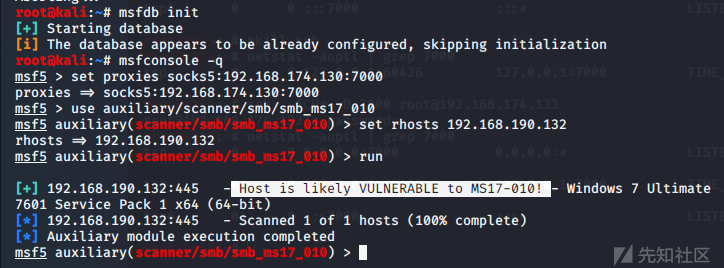 root@kali:~# msfdb init
[+] Starting database
[i] The database appears to be already configured, skipping initialization
root@kali:~# msfconsole -q
msf5 > set proxies socks5:192.168.174.130:7000
proxies => socks5:192.168.174.130:7000
msf5 > use auxiliary/scanner/smb/smb_ms17_010
msf5 auxiliary(scanner/smb/smb_ms17_010) > set rhosts 192.168.190.132
rhosts => 192.168.190.132
msf5 auxiliary(scanner/smb/smb_ms17_010) > run
[+] 192.168.190.132:445 - Host is likely VULNERABLE to MS17-010! - Windows 7 Ultimate
7601 Service Pack 1 x64 (64-bit)
[*] 192.168.190.132:445 - Scanned 1 of 1 hosts (100% complete)
[*] Auxiliary module execution completed
msf5 auxiliary(scanner/smb/smb_ms17_010) >
先知社区